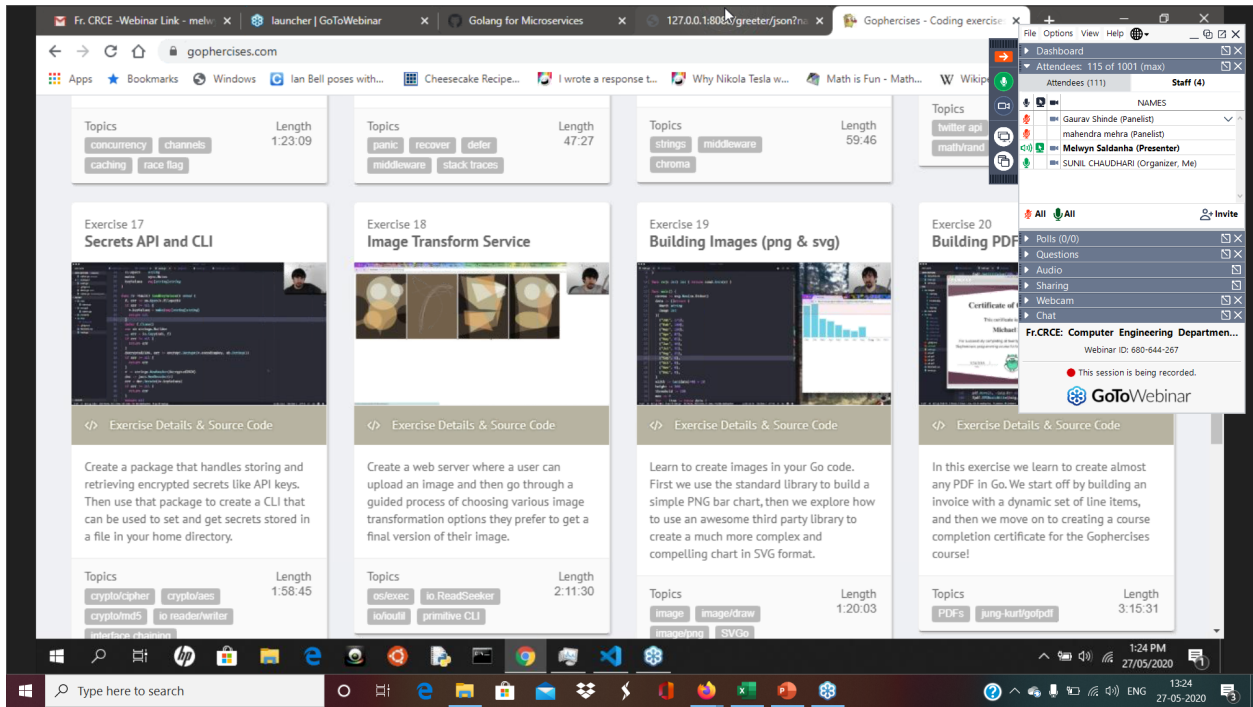 Fr. CRCE -Webinar Link - melw
launcher | GoToWebinar
Golang for Microservices
127.0.0.1:8080/greeter/json?na
Gophercises - Coding exercise
gophercises.com
Apps
Bookmarks
Windows
Ian Bell poses with...
Cheesecake Recipe...
I wrote a response t...
Why Nikola Tesla w...
Math is Fun - Math...
Wikipe
Topics
Length
concurrency channels
1:23:09
caching race flag
Topics
Length
panic recover defer
47:27
middleware stack traces
Topics
Length
strings middleware
59:46
chroma
Topics
twitter api
math/rand
Exercise 17
Secrets API and CLI
Exercise Details & Source Code
Create a package that handles storing and
retrieving encrypted secrets like API keys.
Then use that package to create a CLI that
can be used to set and get secrets stored in
a file in your home directory.
Topics
Length
crypto/cipher crypto/aes
1:58:45
crypto/md5 io reader/writer
interface chaining
Exercise 18
Image Transform Service
Exercise Details & Source Code
Create a web server where a user can
upload an image and then go through a
guided process of choosing various image
transformation options they prefer to get a
final version of their image.
Topics
Length
os/exec io.ReadSeeker
2:11:30
io/ioutil primitive CLI
Exercise 19
Building Images (png & svg)
Exercise Details & Source Code
Learn to create images in your Go code.
First we use the standard library to build a
simple PNG bar chart, then we explore how
to use an awesome third party library to
create a much more complex and
compelling chart in SVG format.
Topics
Length
image image/draw
1:20:03
image/png SVGo
Exercise 20
Building PDF
Certificate of
Michael
Exercise Details & Source Code
In this exercise we learn to create almost
any PDF in Go. We start off by building an
invoice with a dynamic set of line items,
and then we move on to creating a course
completion certificate for the Gophercises
course!
Topics
Length
PDFs jung-kurt/gofpdf
3:15:31
File Options View Help
Dashboard
Attendees: 115 of 1001 (max)
Attendees (111)
Staff (4)
NAMES
Gaurav Shinde (Panelist)
mahendra mehra (Panelist)
Melwyn Saldanha (Presenter)
SUNIL CHAUDHARI (Organizer, Me)
All
All
Invite
Polls (0/0)
Questions
Audio
Sharing
Webcam
Chat
Fr.CRCE: Computer Engineering Departmen...
Webinar ID: 680-644-267
This session is being recorded.
GoToWebinar
1:24 PM
27/05/2020
1
Type here to search
ENG
13:24
27-05-2020
3